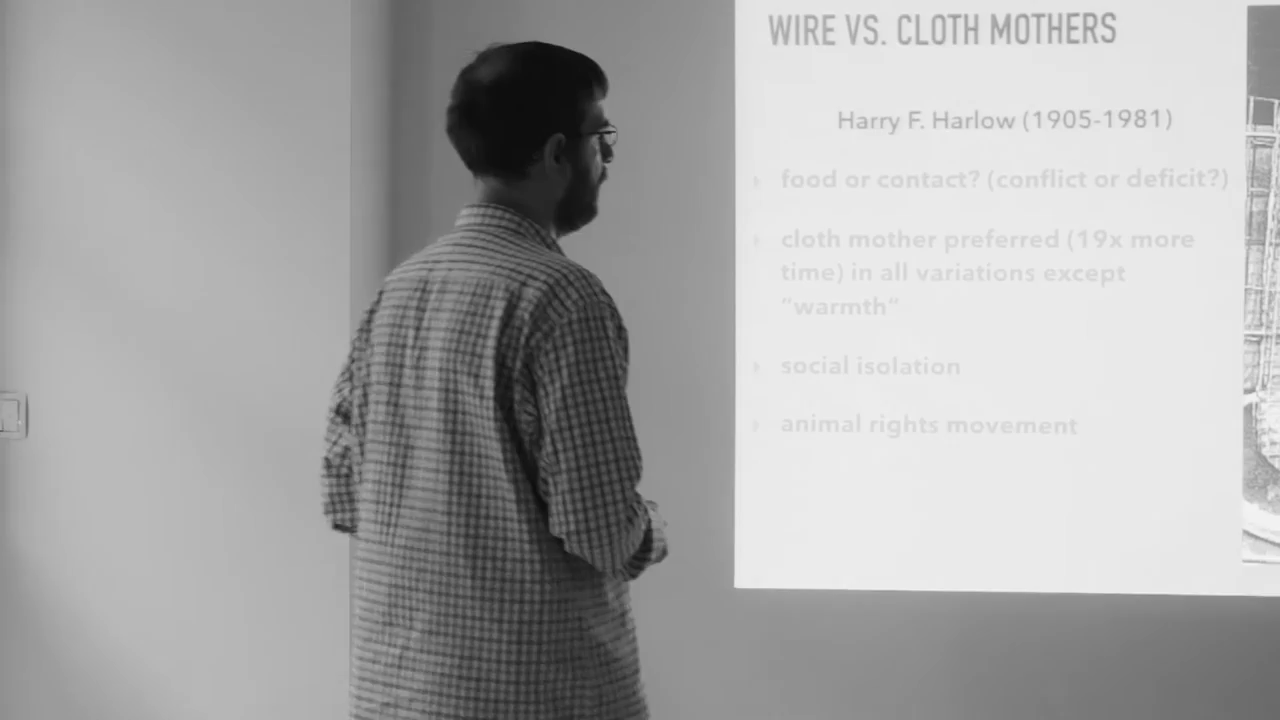 WIRE VS. CLOTH MOTHERS
Harry F. Harlow (1905-1981)
food or contact? (conflict or deficit?)
cloth mother preferred (19x more
time) in all variations except
“warmth“
social isolation
animal rights movement